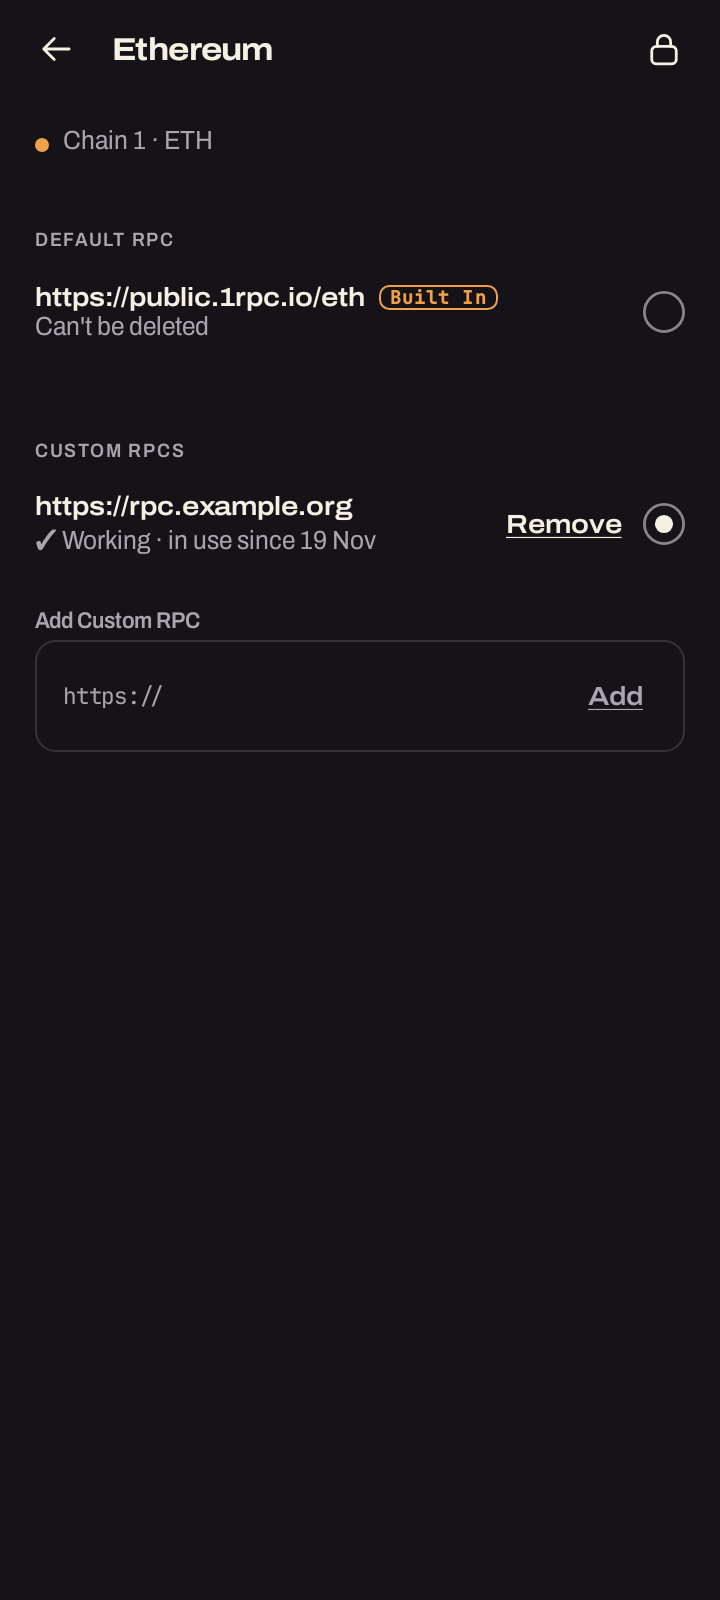 Ethereum
Chain 1 · ETH
DEFAULT RPC
https://public.1rpc.io/eth Built In
Can't be deleted
CUSTOM RPCS
https://rpc.example.org
✓ Working · in use since 19 Nov
Remove
Add Custom RPC
https://
Add